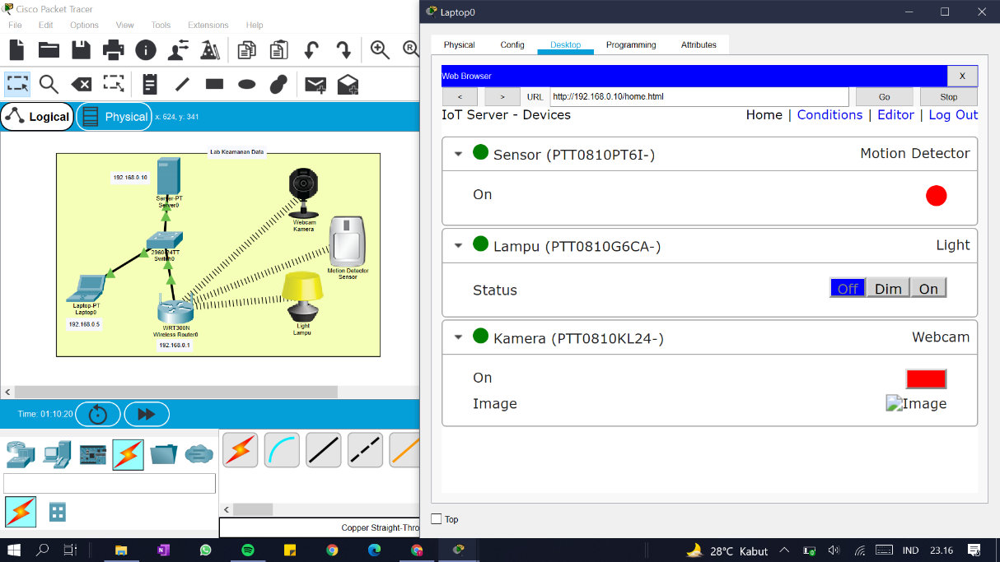 Cisco Packet Tracer
File Edit Options View Tools Extensions Help
R
Logical Physical x: 624, y: 341
Lab Keamanan Data
192.168.0.10
Server-PT
Server0
Webcam
Kamera
2960-24TT
Switch0
Motion Detector
Sensor
Laptop-PT
Laptop0
192.168.0.5
WRT300N
Wireless Router0
192.168.0.1
Light
Lampu
Time: 01:10:20
Copper Straight-Thro
Laptop0
Physical Config Desktop Programming Attributes
Web Browser X
< > URL http://192.168.0.10/home.html Go Stop
IoT Server - Devices Home | Conditions | Editor | Log Out
Sensor (PTT0810PT6I-) Motion Detector
On
Lampu (PTT0810G6CA-) Light
Status Off Dim On
Kamera (PTT0810KL24-) Webcam
On
Image Image
Top
28°C Kabut IND 23.16